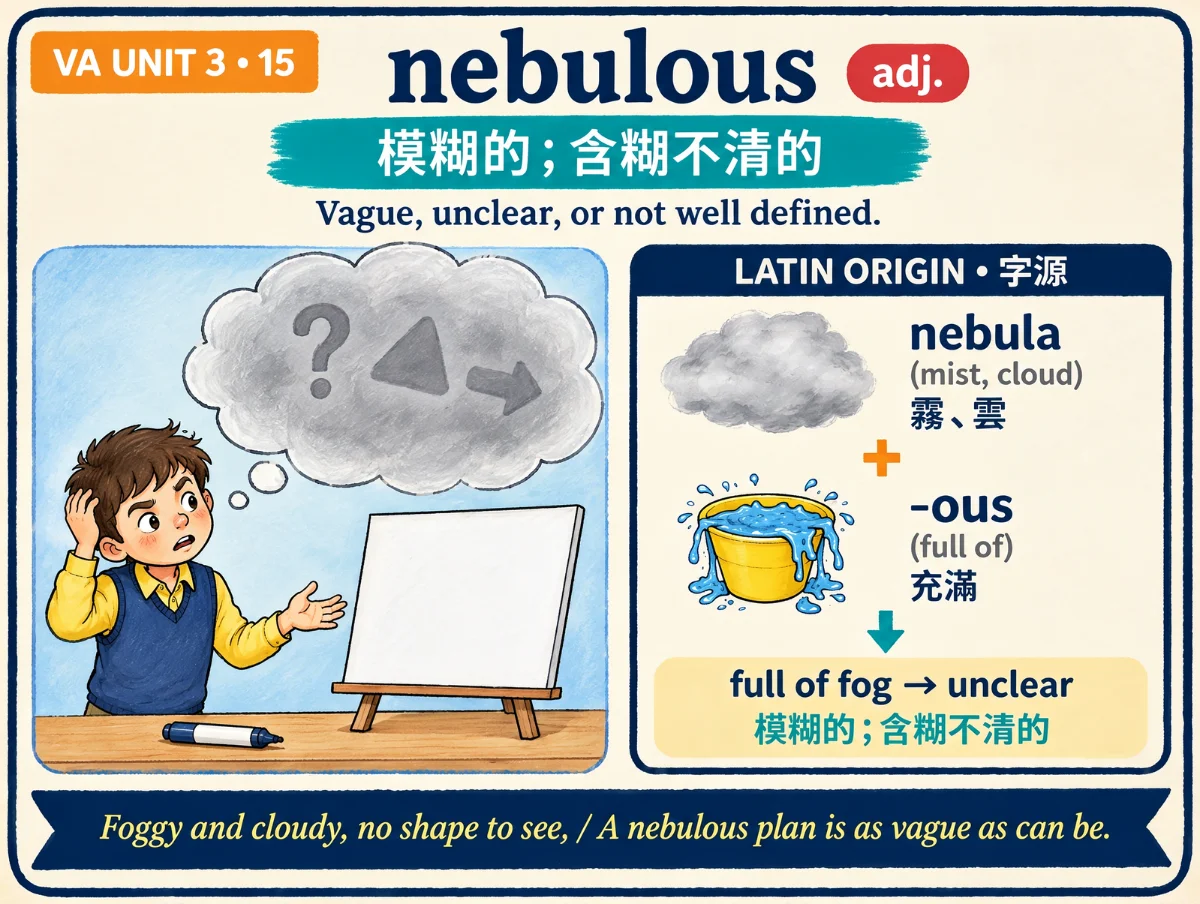 VA UNIT 3 • 15
nebulous
adj.
模糊的；含糊不清的
Vague, unclear, or not well defined.
?
LATIN ORIGIN • 字源
nebula
(mist, cloud)
霧、雲
+
-ous
(full of)
充滿
full of fog → unclear
模糊的；含糊不清的
Foggy and cloudy, no shape to see, / A nebulous plan is as vague as can be.